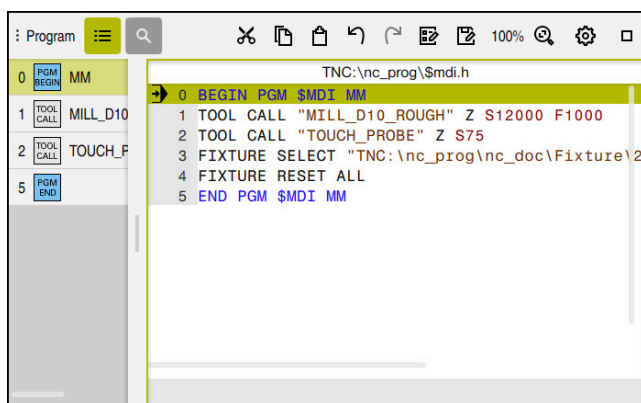 Program 100%
TNC:\nc_prog\$mdi.h
0 PGM BEGIN MM
1 TOOL CALL MILL_D10
2 TOOL CALL TOUCH_P
5 PGM END
0 BEGIN PGM $MDI MM
1 TOOL CALL "MILL_D10_ROUGH" Z S12000 F1000
2 TOOL CALL "TOUCH_PROBE" Z S75
3 FIXTURE SELECT "TNC:\nc_prog\nc_doc\Fixture\2
4 FIXTURE RESET ALL
5 END PGM $MDI MM